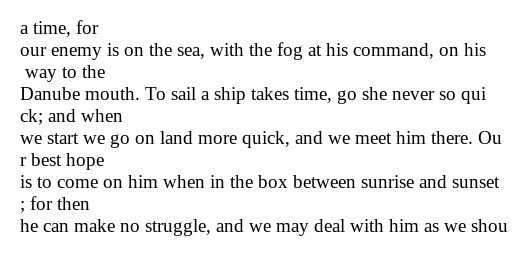 a time, for
our enemy is on the sea, with the fog at his command, on his
way to the
Danube mouth. To sail a ship takes time, go she never so qui
ck; and when
we start we go on land more quick, and we meet him there. Ou
r best hope
is to come on him when in the box between sunrise and sunset
; for then
he can make no struggle, and we may deal with him as we shou